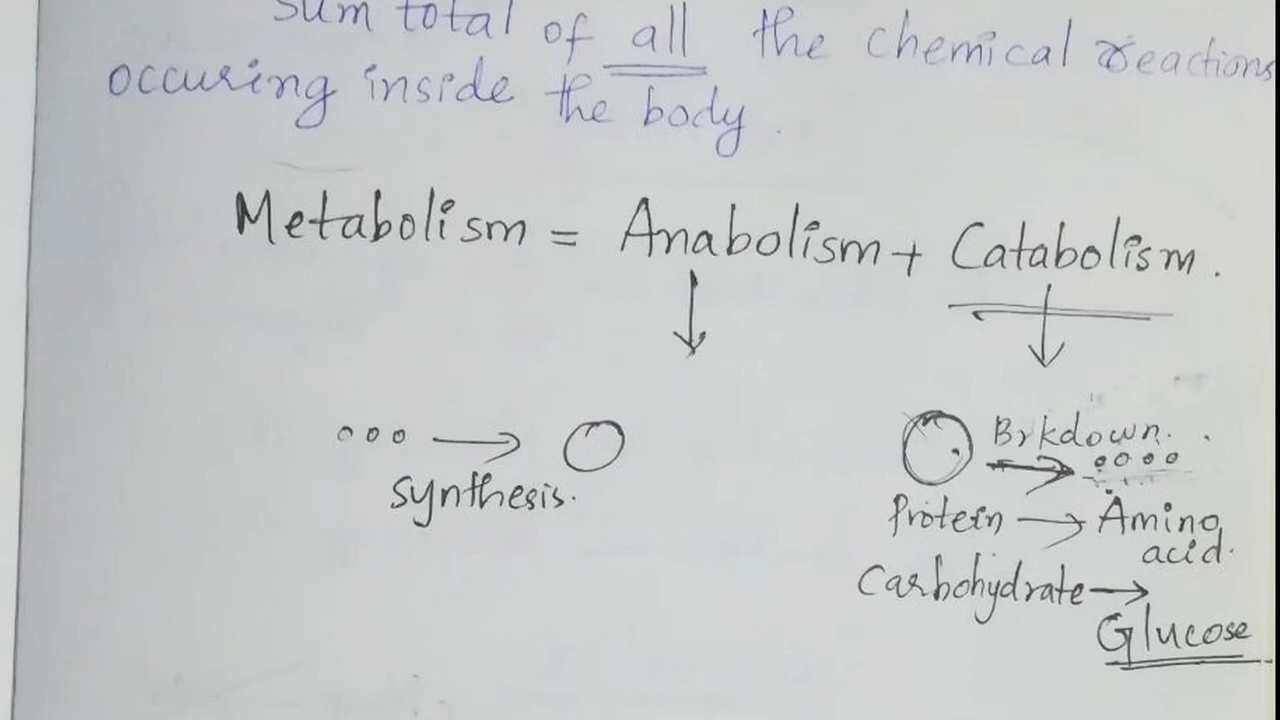 Sum total of all the chemical reactions
occuring inside the body.
Metabolism = Anabolism + Catabolism.
Brkdown.
synthesis.
Protein → Amino
acid.
Carbohydrate →
Glucose